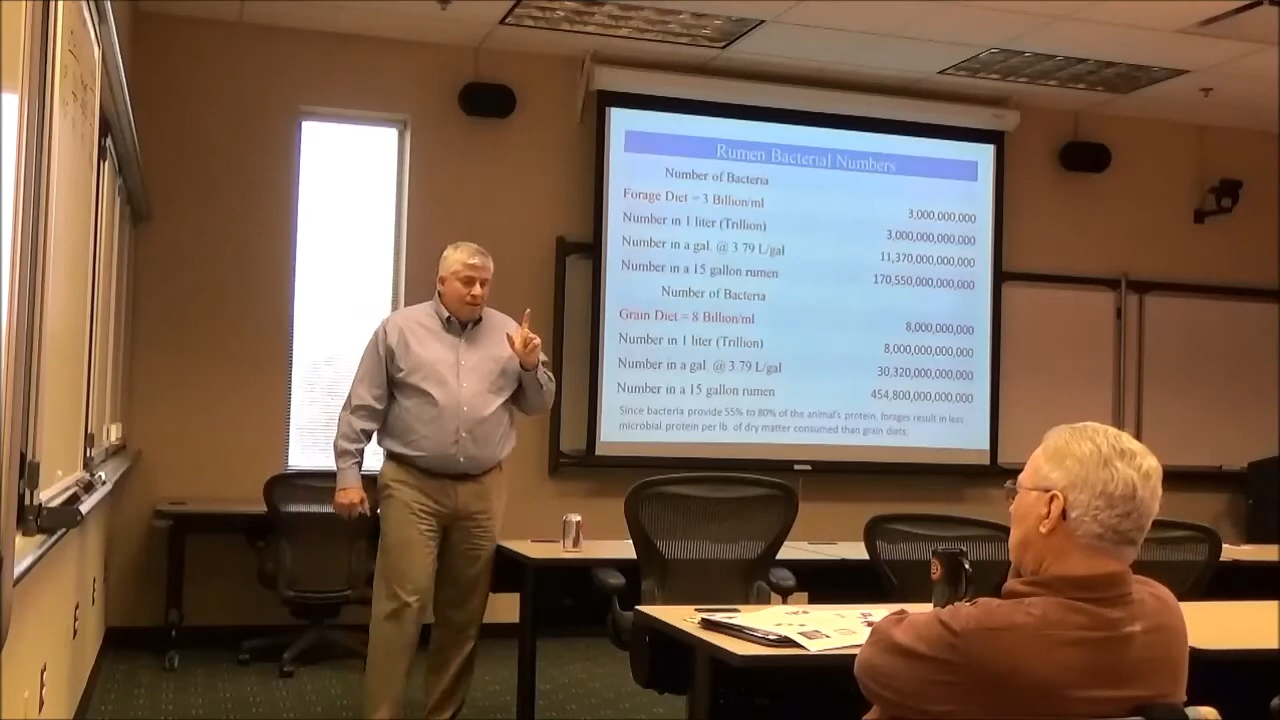 Rumen Bacterial Numbers
Number of Bacteria
Forage Diet = 3 Billion/ml 3,000,000,000
Number in 1 liter (Trillion) 3,000,000,000,000
Number in a gal. @ 3.79 L/gal 11,370,000,000,000
Number in a 15 gallon rumen 170,550,000,000,000
Number of Bacteria
Grain Diet = 8 Billion/ml 8,000,000,000
Number in 1 liter (Trillion) 8,000,000,000,000
Number in a gal. @ 3.79 L/gal 30,320,000,000,000
Number in a 15 gallon rumen 454,800,000,000,000
Since bacteria provide 55% to 80% of the animal's protein, forages result in less
microbial protein per lb. of dry matter consumed than grain diets.